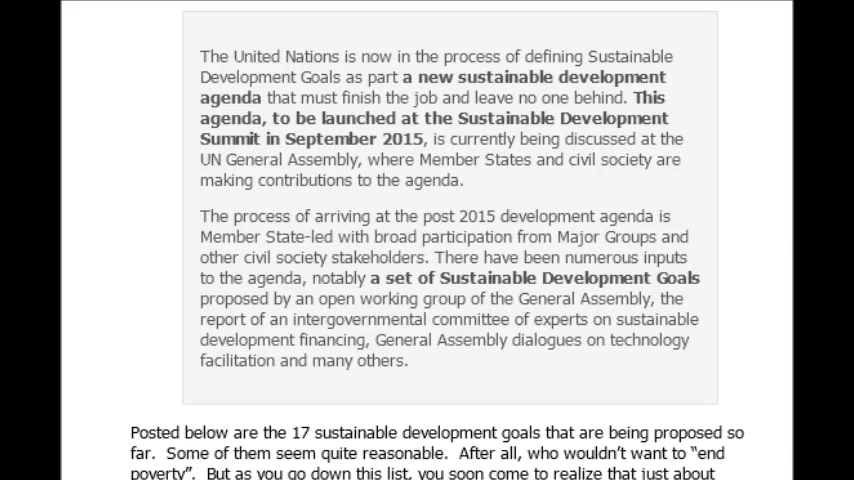 The United Nations is now in the process of defining Sustainable
Development Goals as part a new sustainable development
agenda that must finish the job and leave no one behind. This
agenda, to be launched at the Sustainable Development
Summit in September 2015, is currently being discussed at the
UN General Assembly, where Member States and civil society are
making contributions to the agenda.
The process of arriving at the post 2015 development agenda is
Member State-led with broad participation from Major Groups and
other civil society stakeholders. There have been numerous inputs
to the agenda, notably a set of Sustainable Development Goals
proposed by an open working group of the General Assembly, the
report of an intergovernmental committee of experts on sustainable
development financing, General Assembly dialogues on technology
facilitation and many others.
Posted below are the 17 sustainable development goals that are being proposed so
far. Some of them seem quite reasonable. After all, who wouldn't want to “end
poverty”. But as you go down this list, you soon come to realize that just about